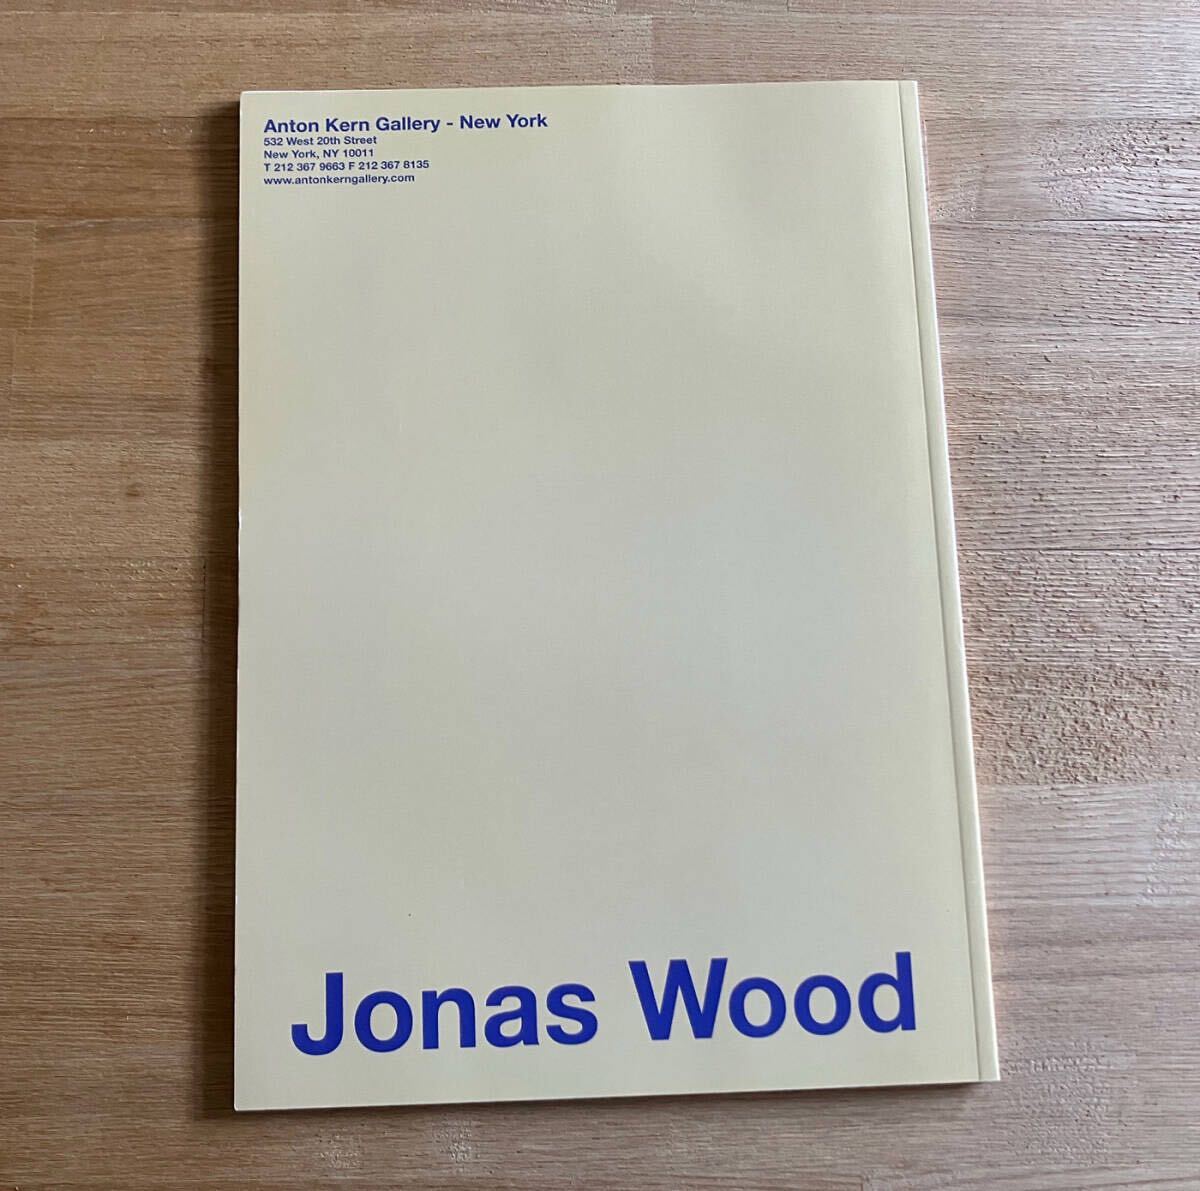 Anton Kern Gallery - New York
532 West 20th Street
New York, NY 10011
T 212 367 9663 F 212 367 8135
www.antonkerngallery.com
Jonas Wood